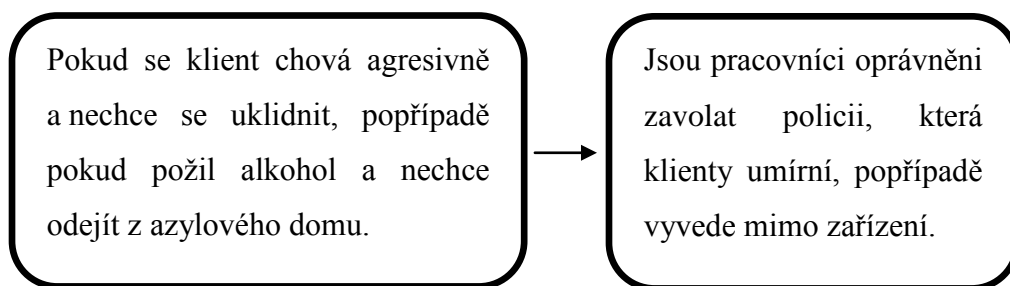 Pokud se klient chová agresivně
a nechce se uklidnit, popřípadě
pokud požil alkohol a nechce
odejít z azylového domu.
Jsou pracovníci oprávněni
zavolat policii, která
klienty umírní, popřípadě
vyvede mimo zařízení.